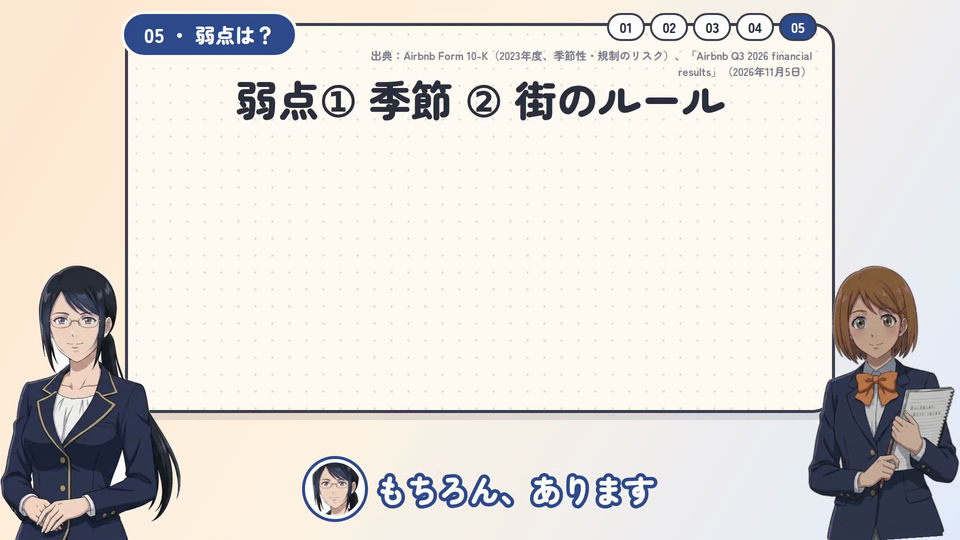 05 ・ 弱点は？
01 02 03 04 05
出典：Airbnb Form 10-K（2023年度、季節性・規制のリスク）、「Airbnb Q3 2026 financial
results」（2026年11月5日）
弱点① 季節 ② 街のルール
もちろん、あります